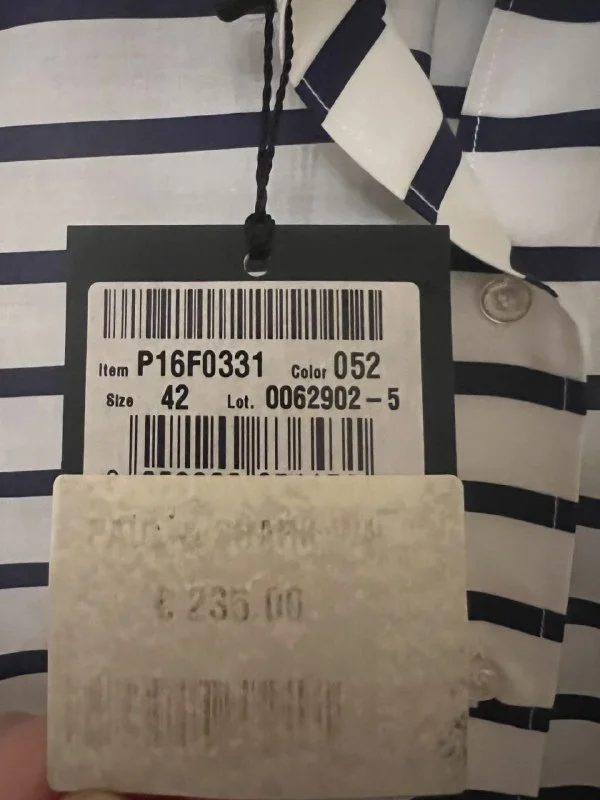 Item P16F0331 Color 052
Size 42 Lot. 0062902-5
€ 235.00